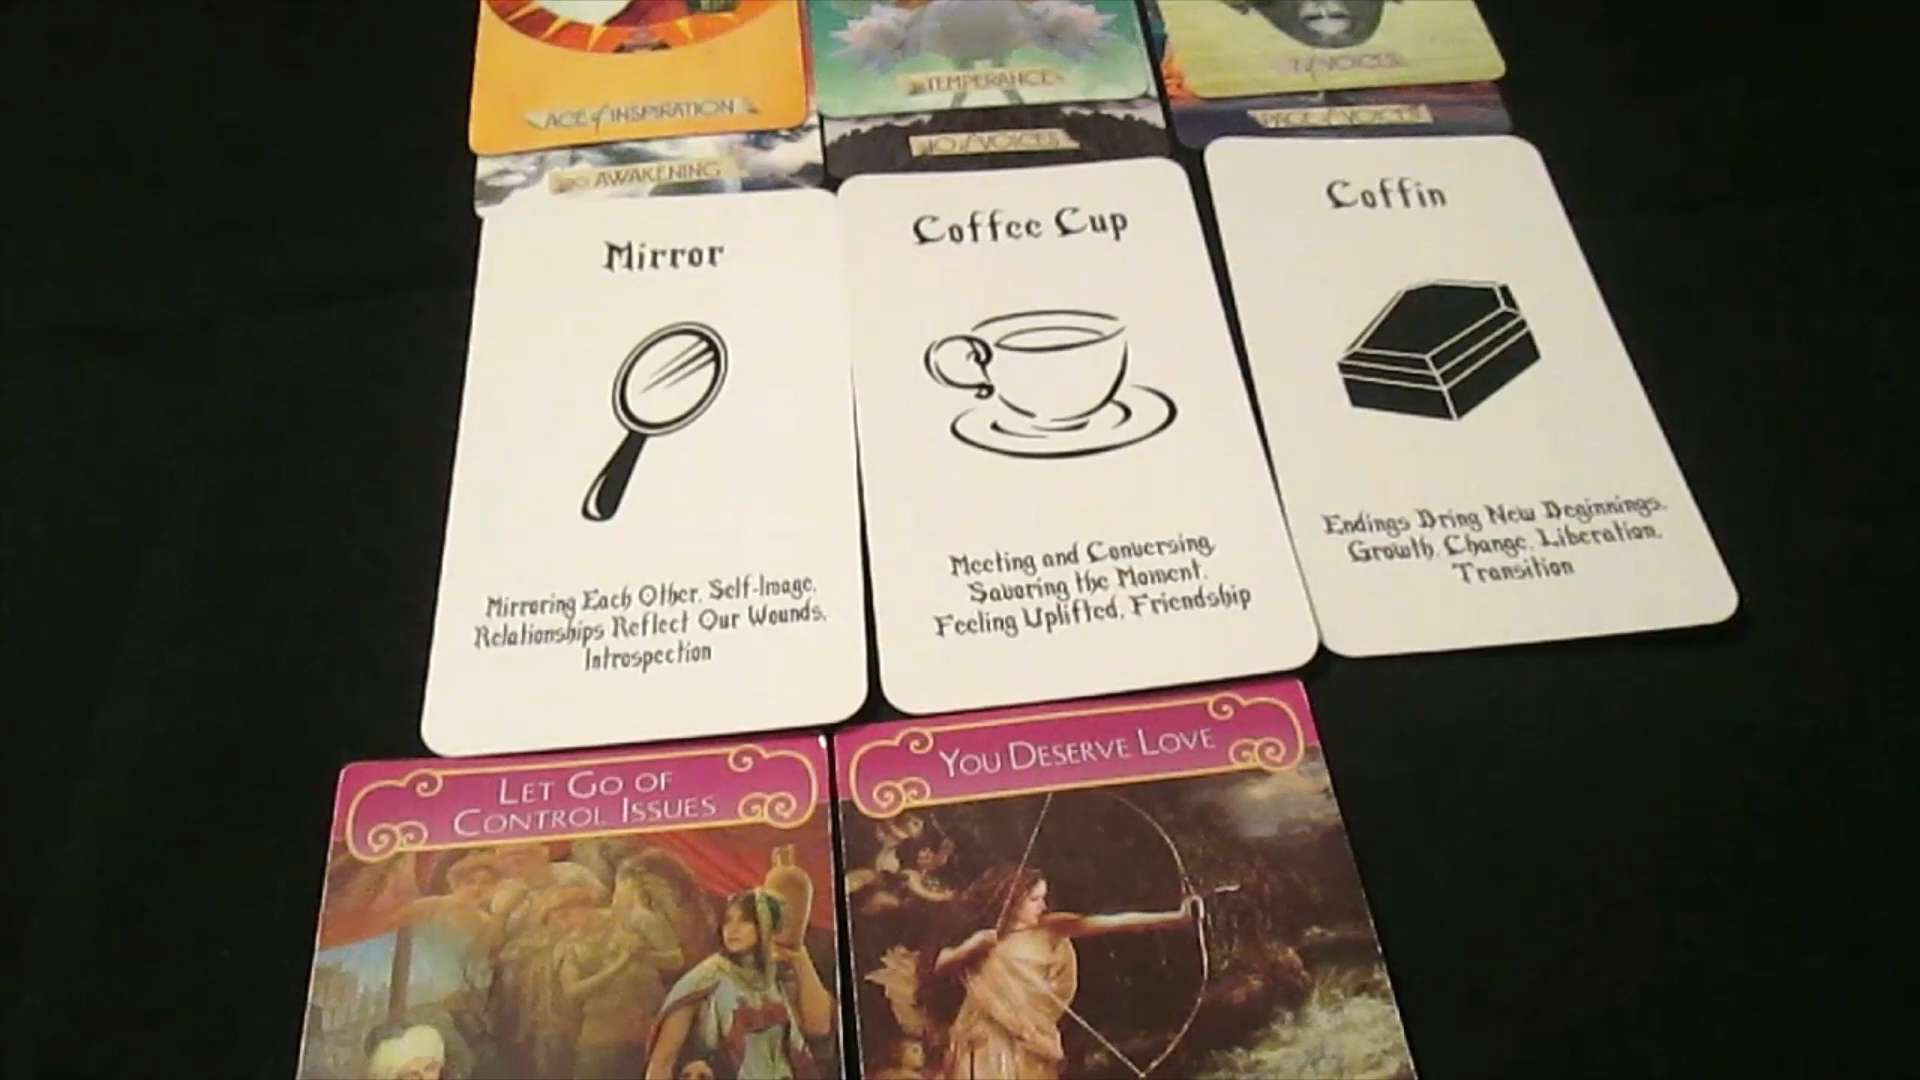 ACE of INSPIRATION
TEMPERANCE
7 of VOICES
AWAKENING
10 of VOICES
PAGE of VOICES
Mirror
Mirroring Each Other, Self-Image,
Relationships Reflect Our Wounds,
Introspection
Coffee Cup
Meeting and Conversing,
Savoring the Moment,
Feeling Uplifted, Friendship
Coffin
Endings Bring New Beginnings,
Growth, Change, Liberation,
Transition
LET GO OF
CONTROL ISSUES
YOU DESERVE LOVE